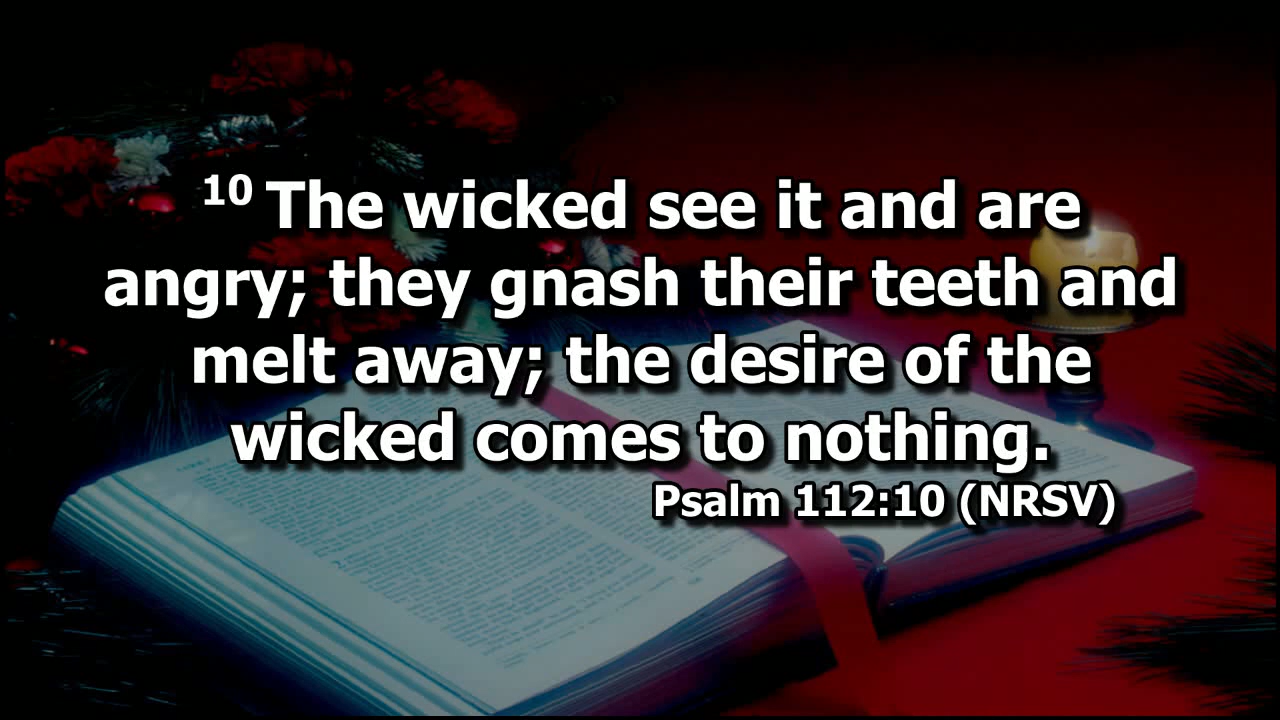 10 The wicked see it and are
angry; they gnash their teeth and
melt away; the desire of the
wicked comes to nothing.
Psalm 112:10 (NRSV)